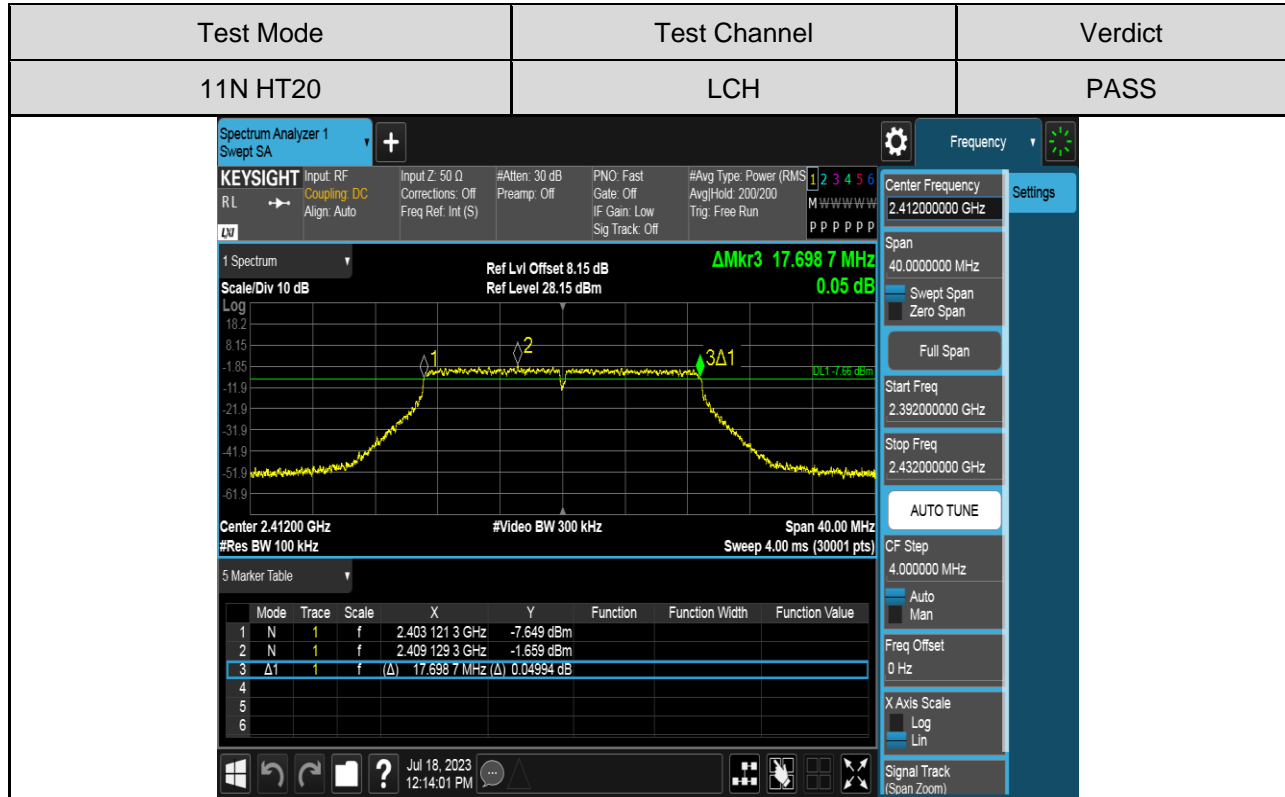 Test Mode Test Channel Verdict
11N HT20 LCH PASS
Spectrum Analyzer 1
Swept SA
+
Frequency
KEYSIGHT Input: RF Input Z: 50 Ω #Atten: 30 dB PNO: Fast #Avg Type: Power (RMS 1 2 3 4 5 6
RL Coupling: DC Corrections: Off Preamp: Off Gate: Off Avg|Hold: 200/200 M W W W W W
Align: Auto Freq Ref: Int (S) IF Gain: Low Trig: Free Run
LXI Sig Track: Off P P P P P P
Center Frequency Settings
2.412000000 GHz
1 Spectrum
Ref Lvl Offset 8.15 dB ΔMkr3 17.698 7 MHz
Scale/Div 10 dB Ref Level 28.15 dBm 0.05 dB
Log
18.2
8.15
-1.85
-11.9
-21.9
-31.9
-41.9
-51.9
-61.9
1
2
3Δ1
DL1 -7.66 dBm
Center 2.41200 GHz #Video BW 300 kHz Span 40.00 MHz
#Res BW 100 kHz Sweep 4.00 ms (30001 pts)
Span
40.0000000 MHz
Swept Span
Zero Span
Full Span
Start Freq
2.392000000 GHz
Stop Freq
2.432000000 GHz
AUTO TUNE
CF Step
4.000000 MHz
Auto
Man
Freq Offset
0 Hz
X Axis Scale
Log
Lin
Signal Track
(Span Zoom)
5 Marker Table
Mode Trace Scale X Y Function Function Width Function Value
1 N 1 f 2.403 121 3 GHz -7.649 dBm
2 N 1 f 2.409 129 3 GHz -1.659 dBm
3 Δ1 1 f (Δ) 17.698 7 MHz (Δ) 0.04994 dB
4
5
6
? Jul 18, 2023
12:14:01 PM